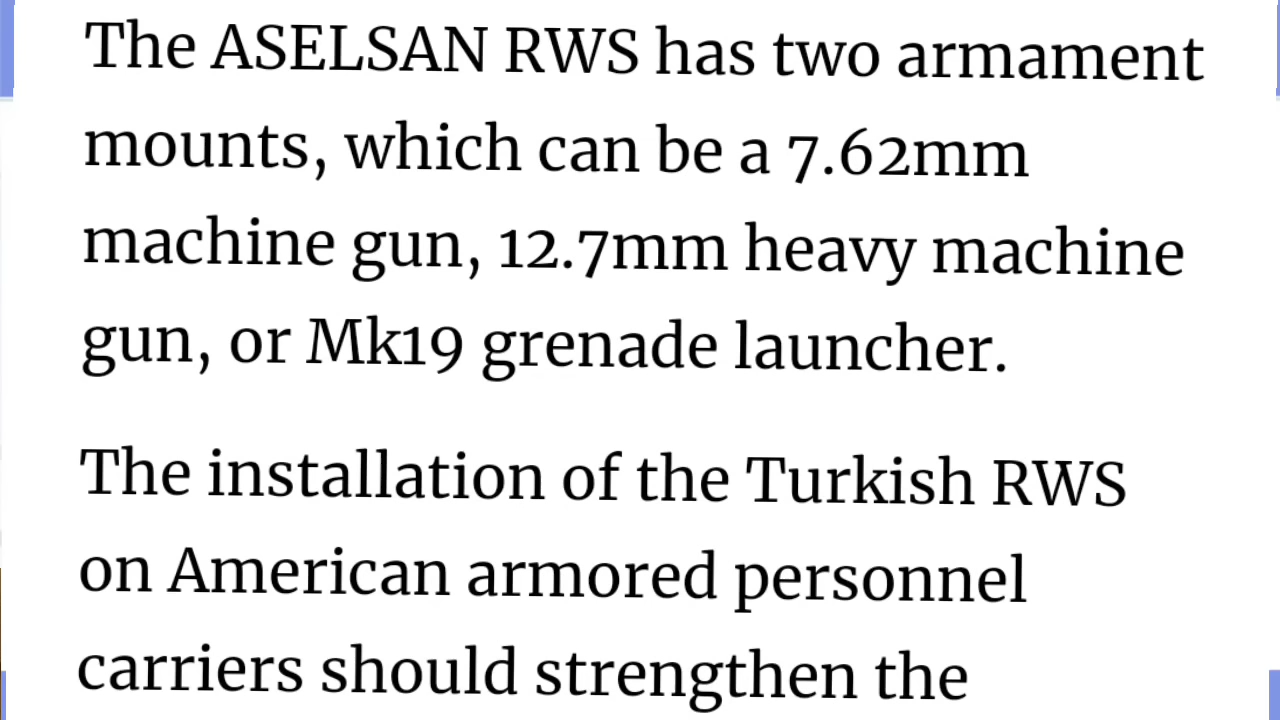 The ASELSAN RWS has two armament
mounts, which can be a 7.62mm
machine gun, 12.7mm heavy machine
gun, or Mk19 grenade launcher.
The installation of the Turkish RWS
on American armored personnel
carriers should strengthen the